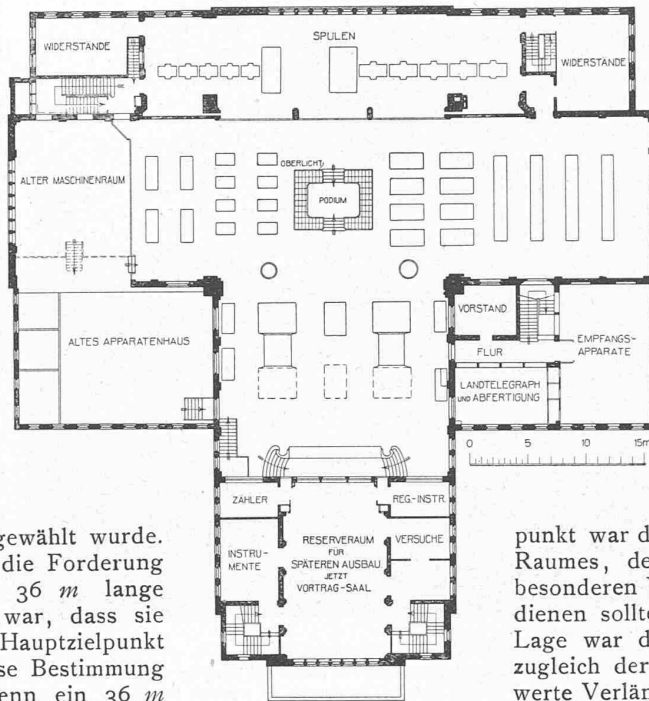 SPULEN
WIDERSTÄNDE
WIDERSTÄNDE
ALTER MASCHINENRAUM
OBERLICHT
PODIUM
ALTES APPARATENHAUS
VORSTAND
FLUR
EMPFANGS-
APPARATE
LANDTELEGRAPH
UND ABFERTIGUNG
0 5 10 15m
ZÄHLER
REG.-INSTR.
INSTRU-
MENTE
RESERVERAUM
FÜR
SPÄTEREN AUSBAU.
JETZT
VORTRAG-SAAL.
VERSUCHE
gewählt wurde.
die Forderung
36 m lange
war, dass sie
Hauptzielpunkt
se Bestimmung
enn ein 36 m
punkt war d
Raumes, de
besonderen
dienen sollte
Lage war d
zugleich der
werte Verlän